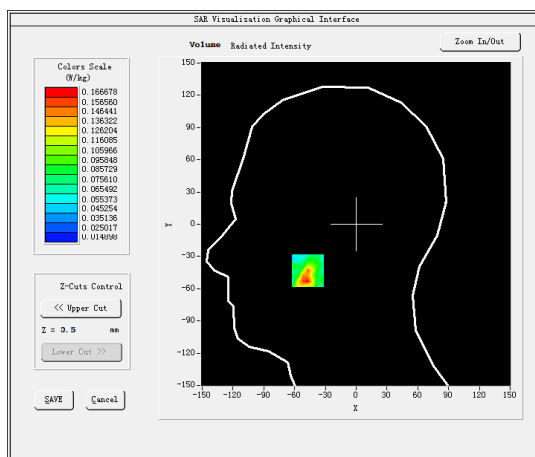 SAR Visualisation Graphical Interface
Volume Radiated Intensity
Zoom In/Out
Colors Scale
(W/kg)
0.166678
0.156560
0.146441
0.136322
0.126204
0.116085
0.105966
0.095848
0.085729
0.075610
0.065492
0.055373
0.045254
0.035136
0.025017
0.014898
Z-Cuts Control
<< Upper Cut
Z = 0.5 mm
Lower Cut >>
SAVE Cancel
150
120
90
60
30
0
-30
-60
-90
-120
-150
Y
-150 -120 -90 -60 -30 0 30 60 90 120 150
X